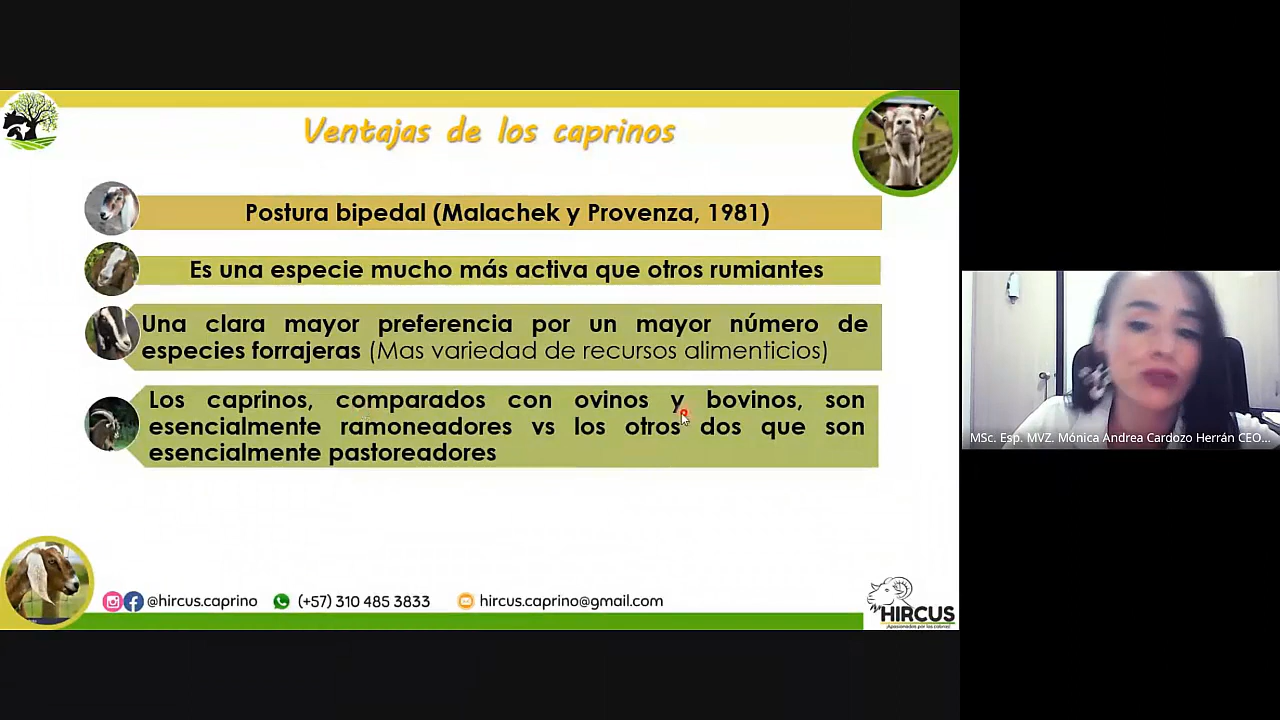 Ventajas de los caprinos
Postura bipedal (Malachek y Provenza, 1981)
Es una especie mucho más activa que otros rumiantes
Una clara mayor preferencia por un mayor número de
especies forrajeras (Mas variedad de recursos alimenticios)
Los caprinos, comparados con ovinos y bovinos, son
esencialmente ramoneadores vs los otros dos que son
esencialmente pastoreadores
MSc. Esp. MVZ. Mónica Andrea Cardozo Herrán CEO...
@hircus.caprino (+57) 310 485 3833 hircus.caprino@gmail.com
HIRCUS